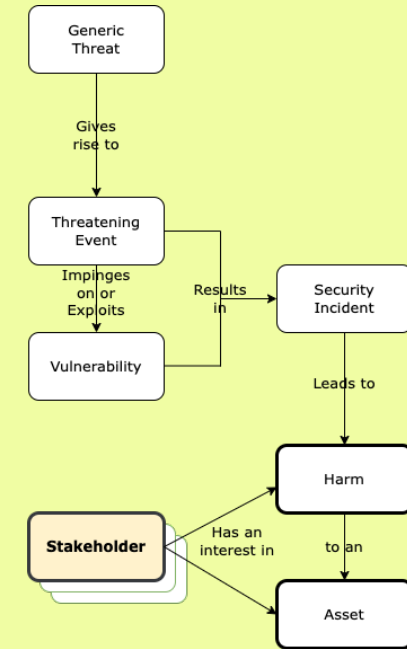 Generic
Threat
Gives
rise to
Threatening
Event
Impinges
on or
Exploits
Results
in
Security
Incident
Vulnerability
Leads to
Harm
Stakeholder
Has an
interest in
to an
Asset